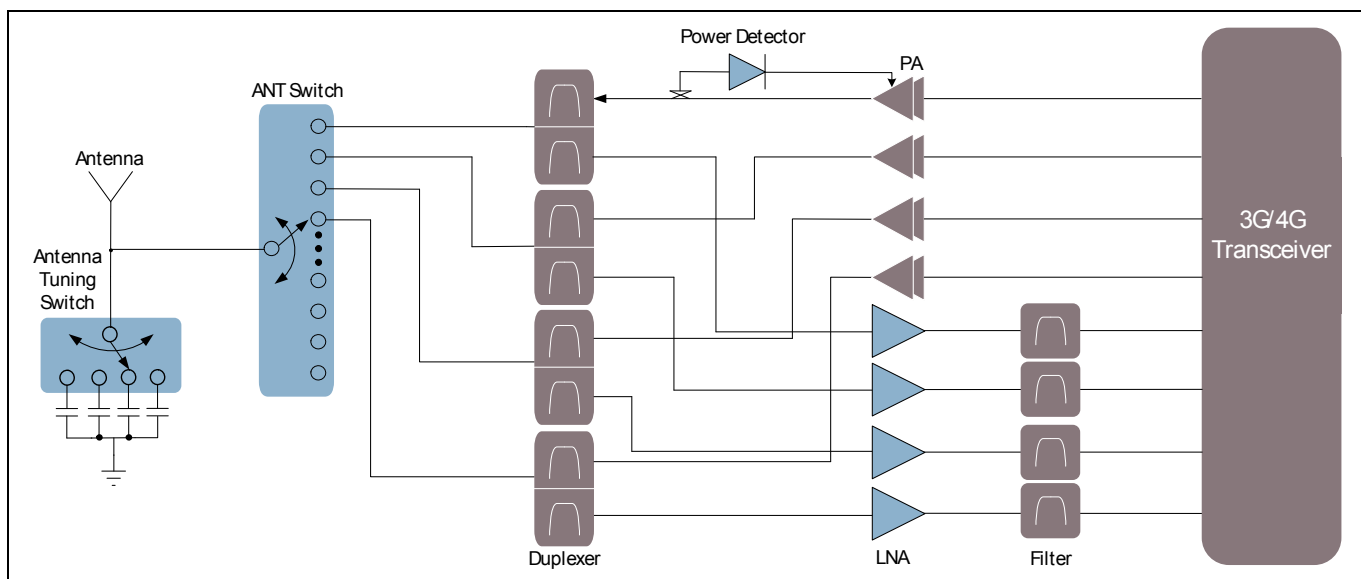 Power Detector
PA
ANT Switch
Antenna
Antenna
Tuning
Switch
3G/4G
Transceiver
Duplexer
LNA
Filter